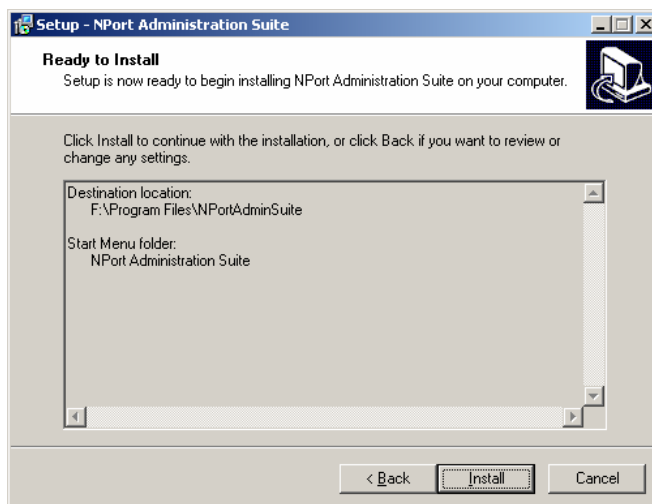 Setup - NPort Administration Suite
Ready to Install
Setup is now ready to begin installing NPort Administration Suite on your computer.
Click Install to continue with the installation, or click Back if you want to review or
change any settings.
Destination location:
F:\Program Files\NPortAdminSuite
Start Menu folder:
NPort Administration Suite
< Back
Install
Cancel